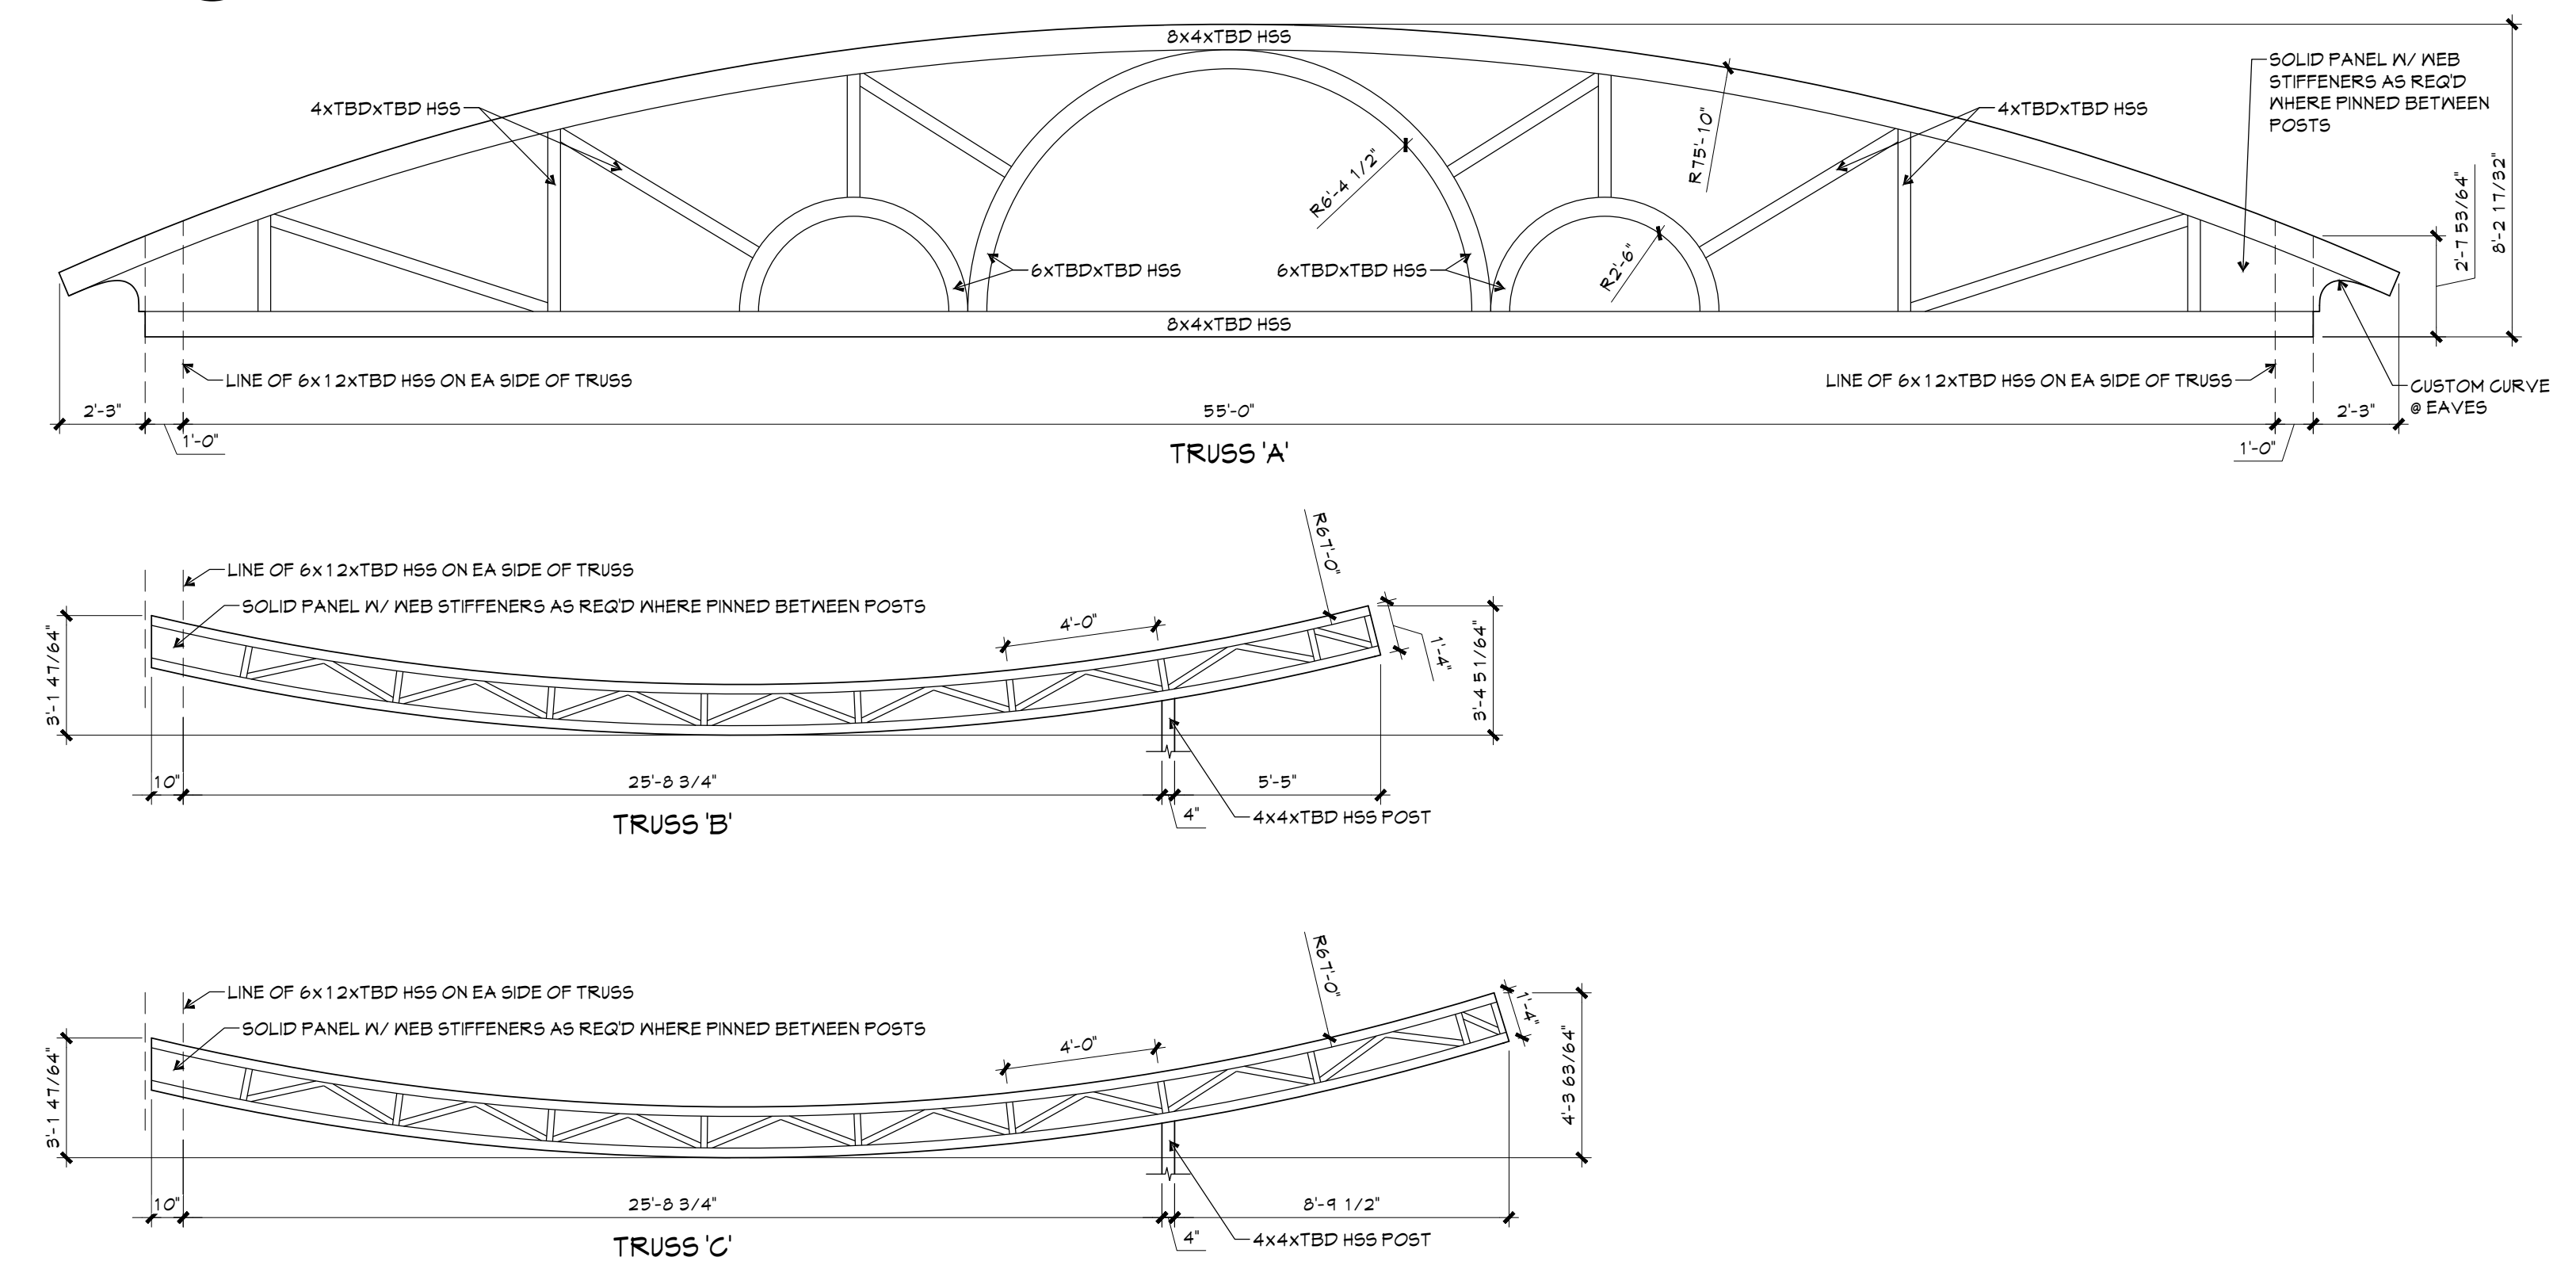 8x4xTBD HSS
4xTBDxTBD HSS
4xTBDxTBD HSS
SOLID PANEL W/ WEB
STIFFENERS AS REQ'D
WHERE PINNED BETWEEN
POSTS
R75'-10"
R6'-4 1/2"
R2'-6"
6xTBDxTBD HSS
6xTBDxTBD HSS
2'-7 53/64"
8'-2 17/32"
8x4xTBD HSS
LINE OF 6x12xTBD HSS ON EA SIDE OF TRUSS
LINE OF 6x12xTBD HSS ON EA SIDE OF TRUSS
CUSTOM CURVE
@ EAVES
2'-3"
1'-0"
55'-0"
1'-0"
2'-3"
TRUSS 'A'
LINE OF 6x12xTBD HSS ON EA SIDE OF TRUSS
SOLID PANEL W/ WEB STIFFENERS AS REQ'D WHERE PINNED BETWEEN POSTS
R67'-0"
4'-0"
1'-4"
3'-1 47/64"
3'-4 51/64"
10"
25'-8 3/4"
4"
5'-5"
4x4xTBD HSS POST
TRUSS 'B'
LINE OF 6x12xTBD HSS ON EA SIDE OF TRUSS
SOLID PANEL W/ WEB STIFFENERS AS REQ'D WHERE PINNED BETWEEN POSTS
R67'-0"
4'-0"
1'-4"
3'-1 47/64"
4'-3 63/64"
10"
25'-8 3/4"
4"
8'-9 1/2"
4x4xTBD HSS POST
TRUSS 'C'